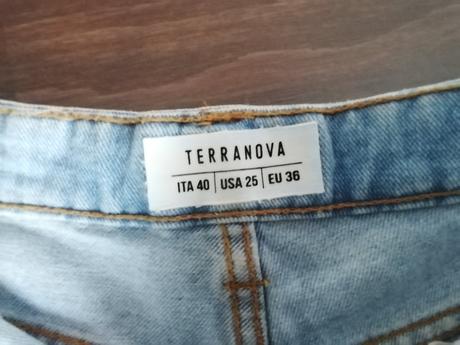 TERRANOVA
ITA 40 | USA 25 | EU 36